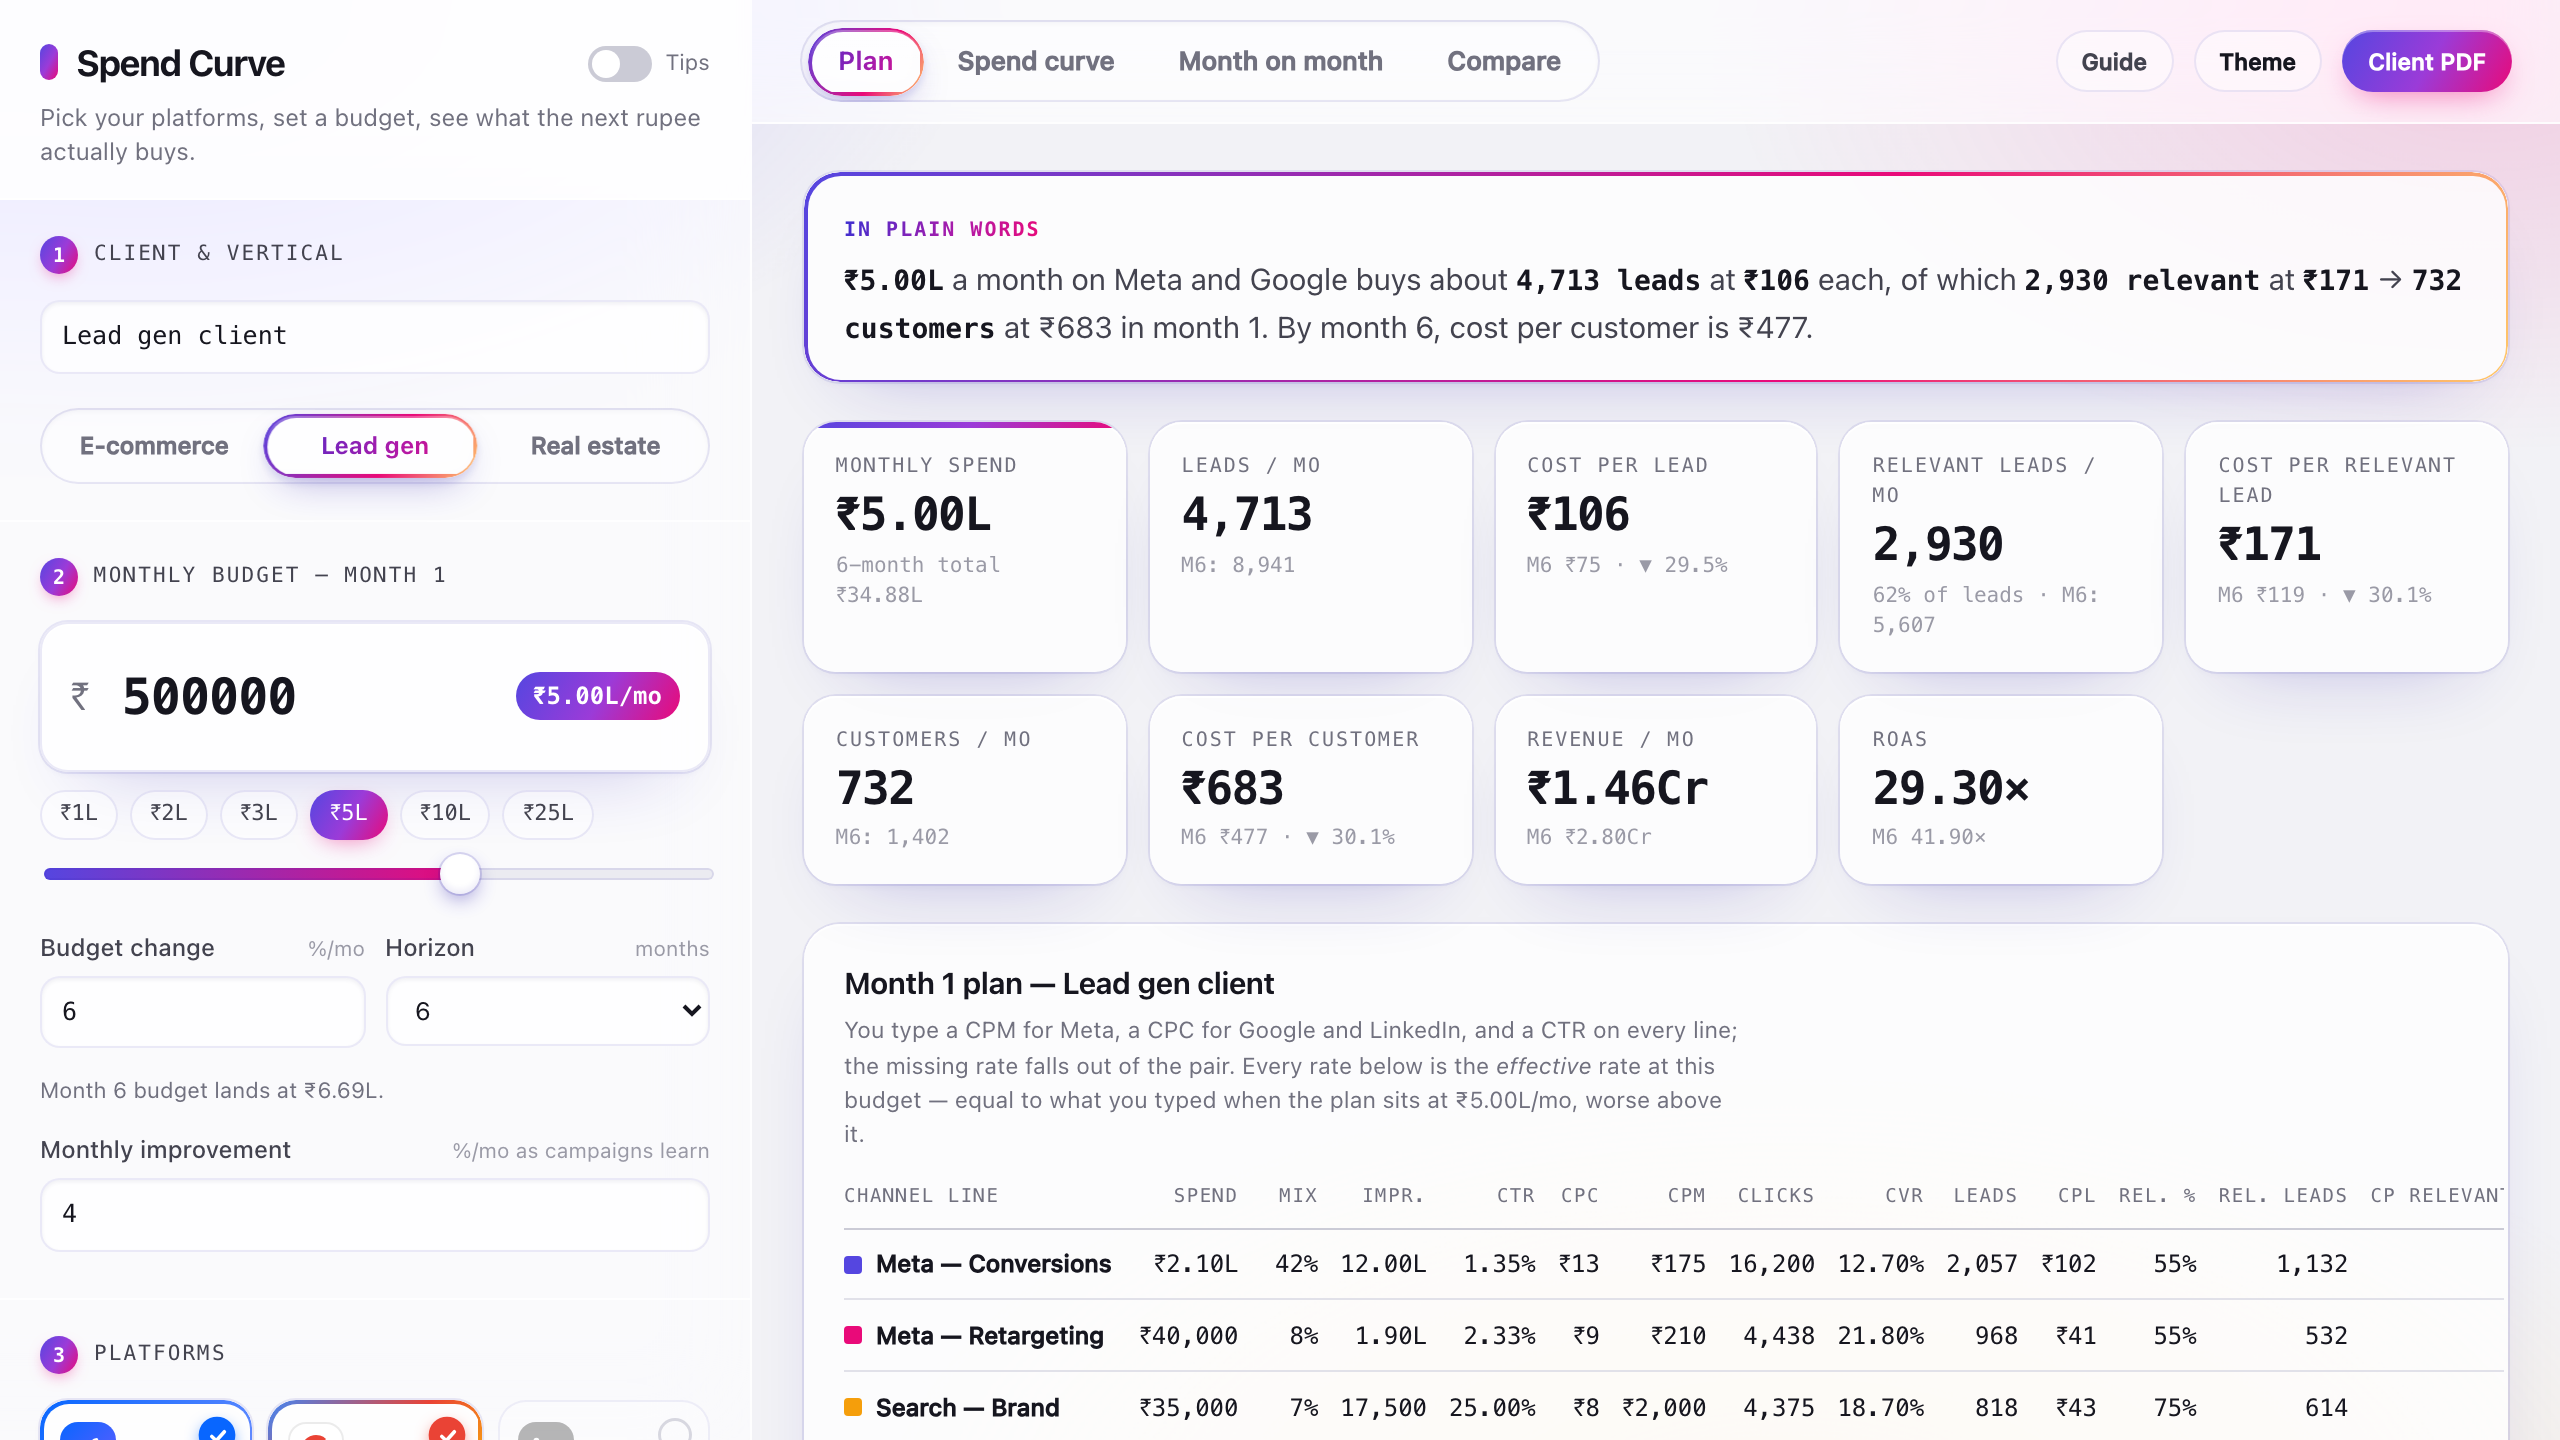 Spend Curve
Tips
Pick your platforms, set a budget, see what the next rupee
actually buys.
1 CLIENT & VERTICAL
Lead gen client
E-commerce Lead gen Real estate
2 MONTHLY BUDGET — MONTH 1
₹ 500000 ₹5.00L/mo
₹1L ₹2L ₹3L ₹5L ₹10L ₹25L
Budget change %/mo Horizon months
6 6
Month 6 budget lands at ₹6.69L.
Monthly improvement %/mo as campaigns learn
4
3 PLATFORMS
Plan Spend curve Month on month Compare
Guide Theme Client PDF
IN PLAIN WORDS
₹5.00L a month on Meta and Google buys about 4,713 leads at ₹106 each, of which 2,930 relevant at ₹171 → 732
customers at ₹683 in month 1. By month 6, cost per customer is ₹477.
MONTHLY SPEND
₹5.00L
6-month total
₹34.88L
LEADS / MO
4,713
M6: 8,941
COST PER LEAD
₹106
M6 ₹75 · ▼ 29.5%
RELEVANT LEADS /
MO
2,930
62% of leads · M6:
5,607
COST PER RELEVANT
LEAD
₹171
M6 ₹119 · ▼ 30.1%
CUSTOMERS / MO
732
M6: 1,402
COST PER CUSTOMER
₹683
M6 ₹477 · ▼ 30.1%
REVENUE / MO
₹1.46Cr
M6 ₹2.80Cr
ROAS
29.30×
M6 41.90×
Month 1 plan — Lead gen client
You type a CPM for Meta, a CPC for Google and LinkedIn, and a CTR on every line;
the missing rate falls out of the pair. Every rate below is the effective rate at this
budget — equal to what you typed when the plan sits at ₹5.00L/mo, worse above
it.
CHANNEL LINE SPEND MIX IMPR. CTR CPC CPM CLICKS CVR LEADS CPL REL. % REL. LEADS CP RELEVANT
Meta — Conversions ₹2.10L 42% 12.00L 1.35% ₹13 ₹175 16,200 12.70% 2,057 ₹102 55% 1,132
Meta — Retargeting ₹40,000 8% 1.90L 2.33% ₹9 ₹210 4,438 21.80% 968 ₹41 55% 532
Search — Brand ₹35,000 7% 17,500 25.00% ₹8 ₹2,000 4,375 18.70% 818 ₹43 75% 614